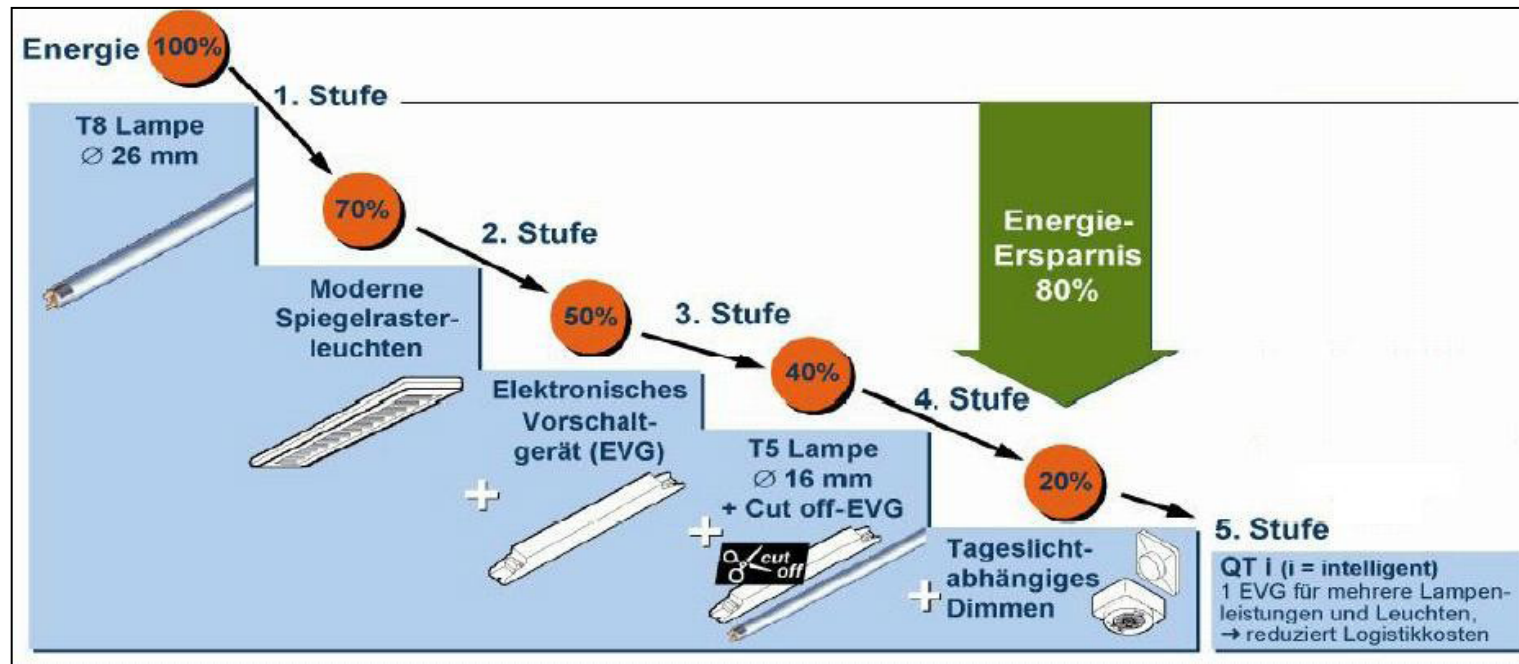 Energie 100%
1. Stufe
T8 Lampe
Ø 26 mm
70%
2. Stufe
Moderne
Spiegelraster-
leuchten
50%
3. Stufe
Elektronisches
Vorschalt-
gerät (EVG)
40%
4. Stufe
T5 Lampe
Ø 16 mm
+ Cut off-EVG
cut
off
20%
Tageslicht-
abhängiges
Dimmen
Energie-
Ersparnis
80%
5. Stufe
QT i (i = intelligent)
1 EVG für mehrere Lampen-
leistungen und Leuchten,
→ reduziert Logistikkosten